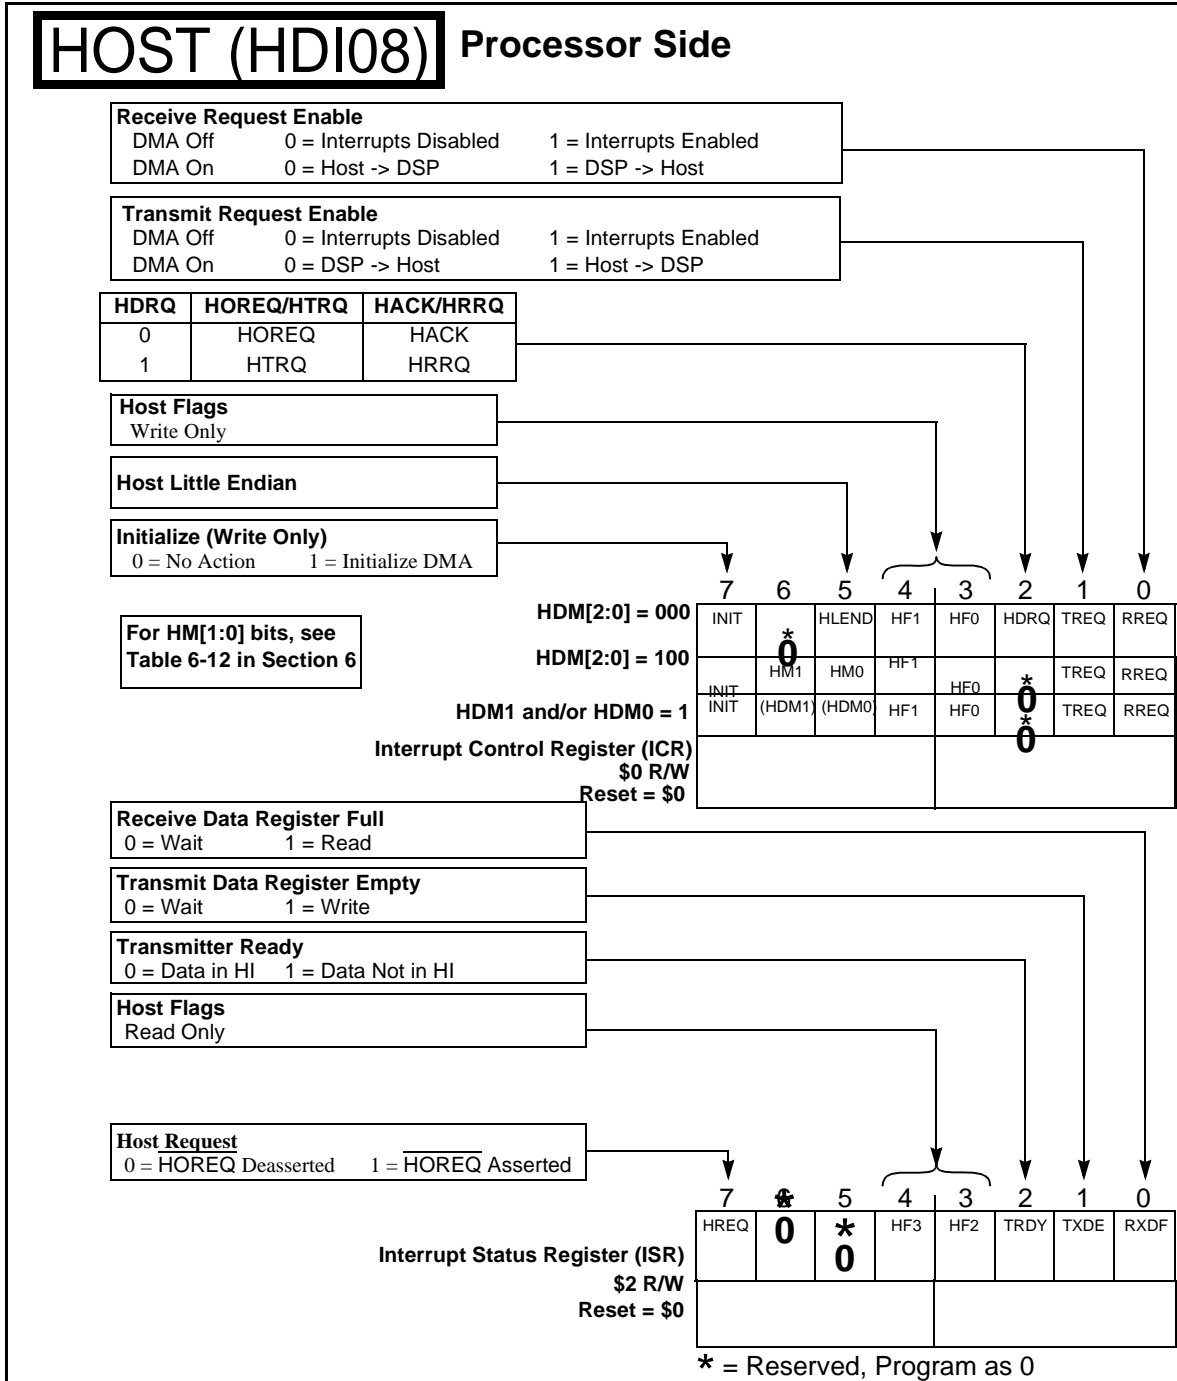 HOST (HDI08) Processor Side
Receive Request Enable
DMA Off 0 = Interrupts Disabled 1 = Interrupts Enabled
DMA On 0 = Host -> DSP 1 = DSP -> Host
Transmit Request Enable
DMA Off 0 = Interrupts Disabled 1 = Interrupts Enabled
DMA On 0 = DSP -> Host 1 = Host -> DSP
HDRQ HOREQ/HTRQ HACK/HRRQ
0 HOREQ HACK
1 HTRQ HRRQ
Host Flags
Write Only
Host Little Endian
Initialize (Write Only)
0 = No Action 1 = Initialize DMA
7 6 5 4 3 2 1 0
For HM[1:0] bits, see
Table 6-12 in Section 6
HDM[2:0] = 000 INIT * 0 HLEND HF1 HF0 HDRQ TREQ RREQ
HDM[2:0] = 100 INIT HM1 HM0 HF1 HF0 * 0 TREQ RREQ
HDM1 and/or HDM0 = 1 INIT (HDM1) (HDM0) HF1 HF0 * 0 TREQ RREQ
Interrupt Control Register (ICR)
$0 R/W
Reset = $0
Receive Data Register Full
0 = Wait 1 = Read
Transmit Data Register Empty
0 = Wait 1 = Write
Transmitter Ready
0 = Data in HI 1 = Data Not in HI
Host Flags
Read Only
Host Request
0 = HOREQ Deasserted 1 = HOREQ Asserted
7 6 5 4 3 2 1 0
HREQ * 0 * 0 HF3 HF2 TRDY TXDE RXDF
Interrupt Status Register (ISR)
$2 R/W
Reset = $0
* = Reserved, Program as 0